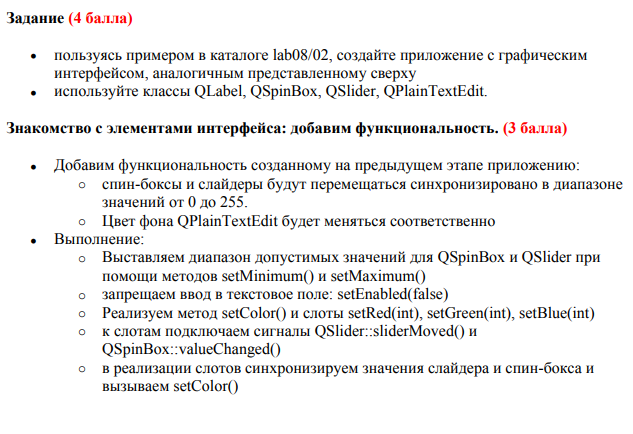 Задание (4 балла)
• пользуясь примером в каталоге lab08/02, создайте приложение с графическим
интерфейсом, аналогичным представленному сверху
• используйте классы QLabel, QSpinBox, QSlider, QPlainTextEdit.
Знакомство с элементами интерфейса: добавим функциональность. (3 балла)
• Добавим функциональность созданному на предыдущем этапе приложению:
o спин-боксы и слайдеры будут перемещаться синхронизировано в диапазоне
значений от 0 до 255.
o Цвет фона QPlainTextEdit будет меняться соответственно
• Выполнение:
o Выставляем диапазон допустимых значений для QSpinBox и QSlider при
помощи методов setMinimum() и setMaximum()
o запрещаем ввод в текстовое поле: setEnabled(false)
o Реализуем метод setColor() и слоты setRed(int), setGreen(int), setBlue(int)
o к слотам подключаем сигналы QSlider::sliderMoved() и
QSpinBox::valueChanged()
o в реализации слотов синхронизируем значения слайдера и спин-бокса и
вызываем setColor()